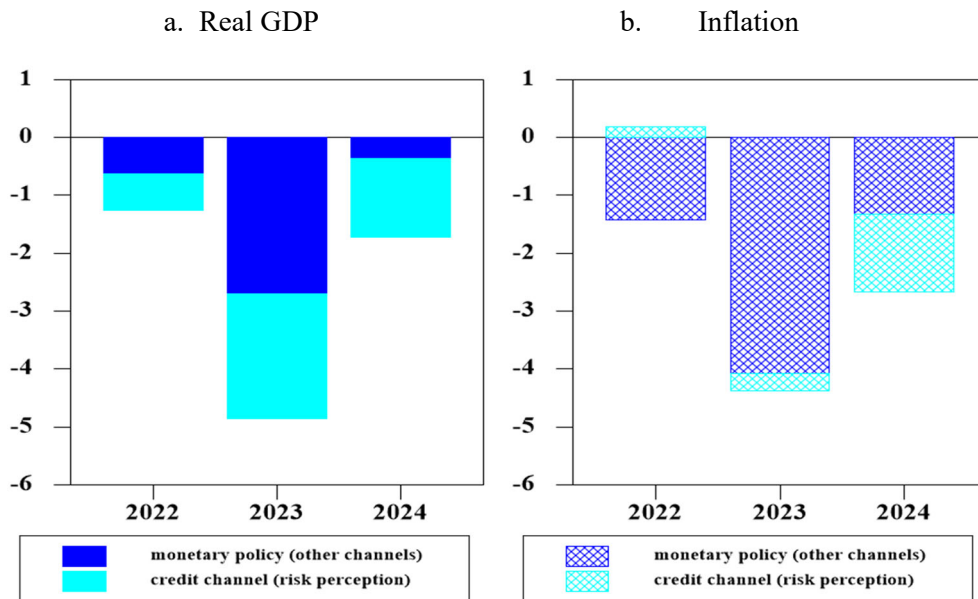 a. Real GDP
1
0
-1
-2
-3
-4
-5
-6
2022 2023 2024
monetary policy (other channels)
credit channel (risk perception)
b. Inflation
1
0
-1
-2
-3
-4
-5
-6
2022 2023 2024
monetary policy (other channels)
credit channel (risk perception)